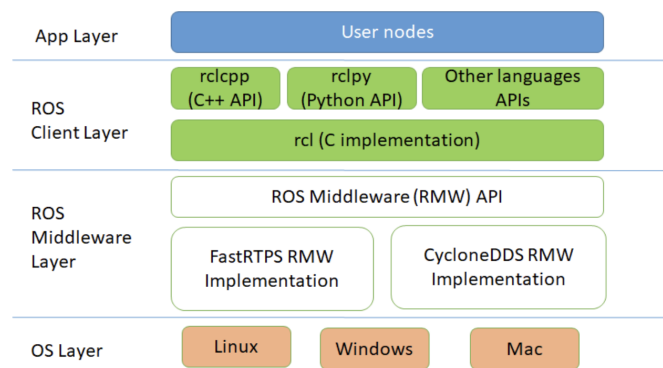 App Layer
User nodes
ROS
Client Layer
rclcpp
(C++ API)
rclpy
(Python API)
Other languages
APIs
rcl (C implementation)
ROS
Middleware
Layer
ROS Middleware (RMW) API
FastRTPS RMW
Implementation
CycloneDDS RMW
Implementation
OS Layer
Linux
Windows
Mac